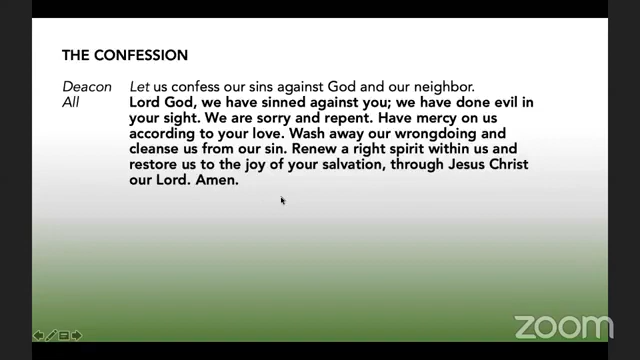 THE CONFESSION
Deacon Let us confess our sins against God and our neighbor.
All Lord God, we have sinned against you; we have done evil in
your sight. We are sorry and repent. Have mercy on us
according to your love. Wash away our wrongdoing and
cleanse us from our sin. Renew a right spirit within us and
restore us to the joy of your salvation, through Jesus Christ
our Lord. Amen.
zoom